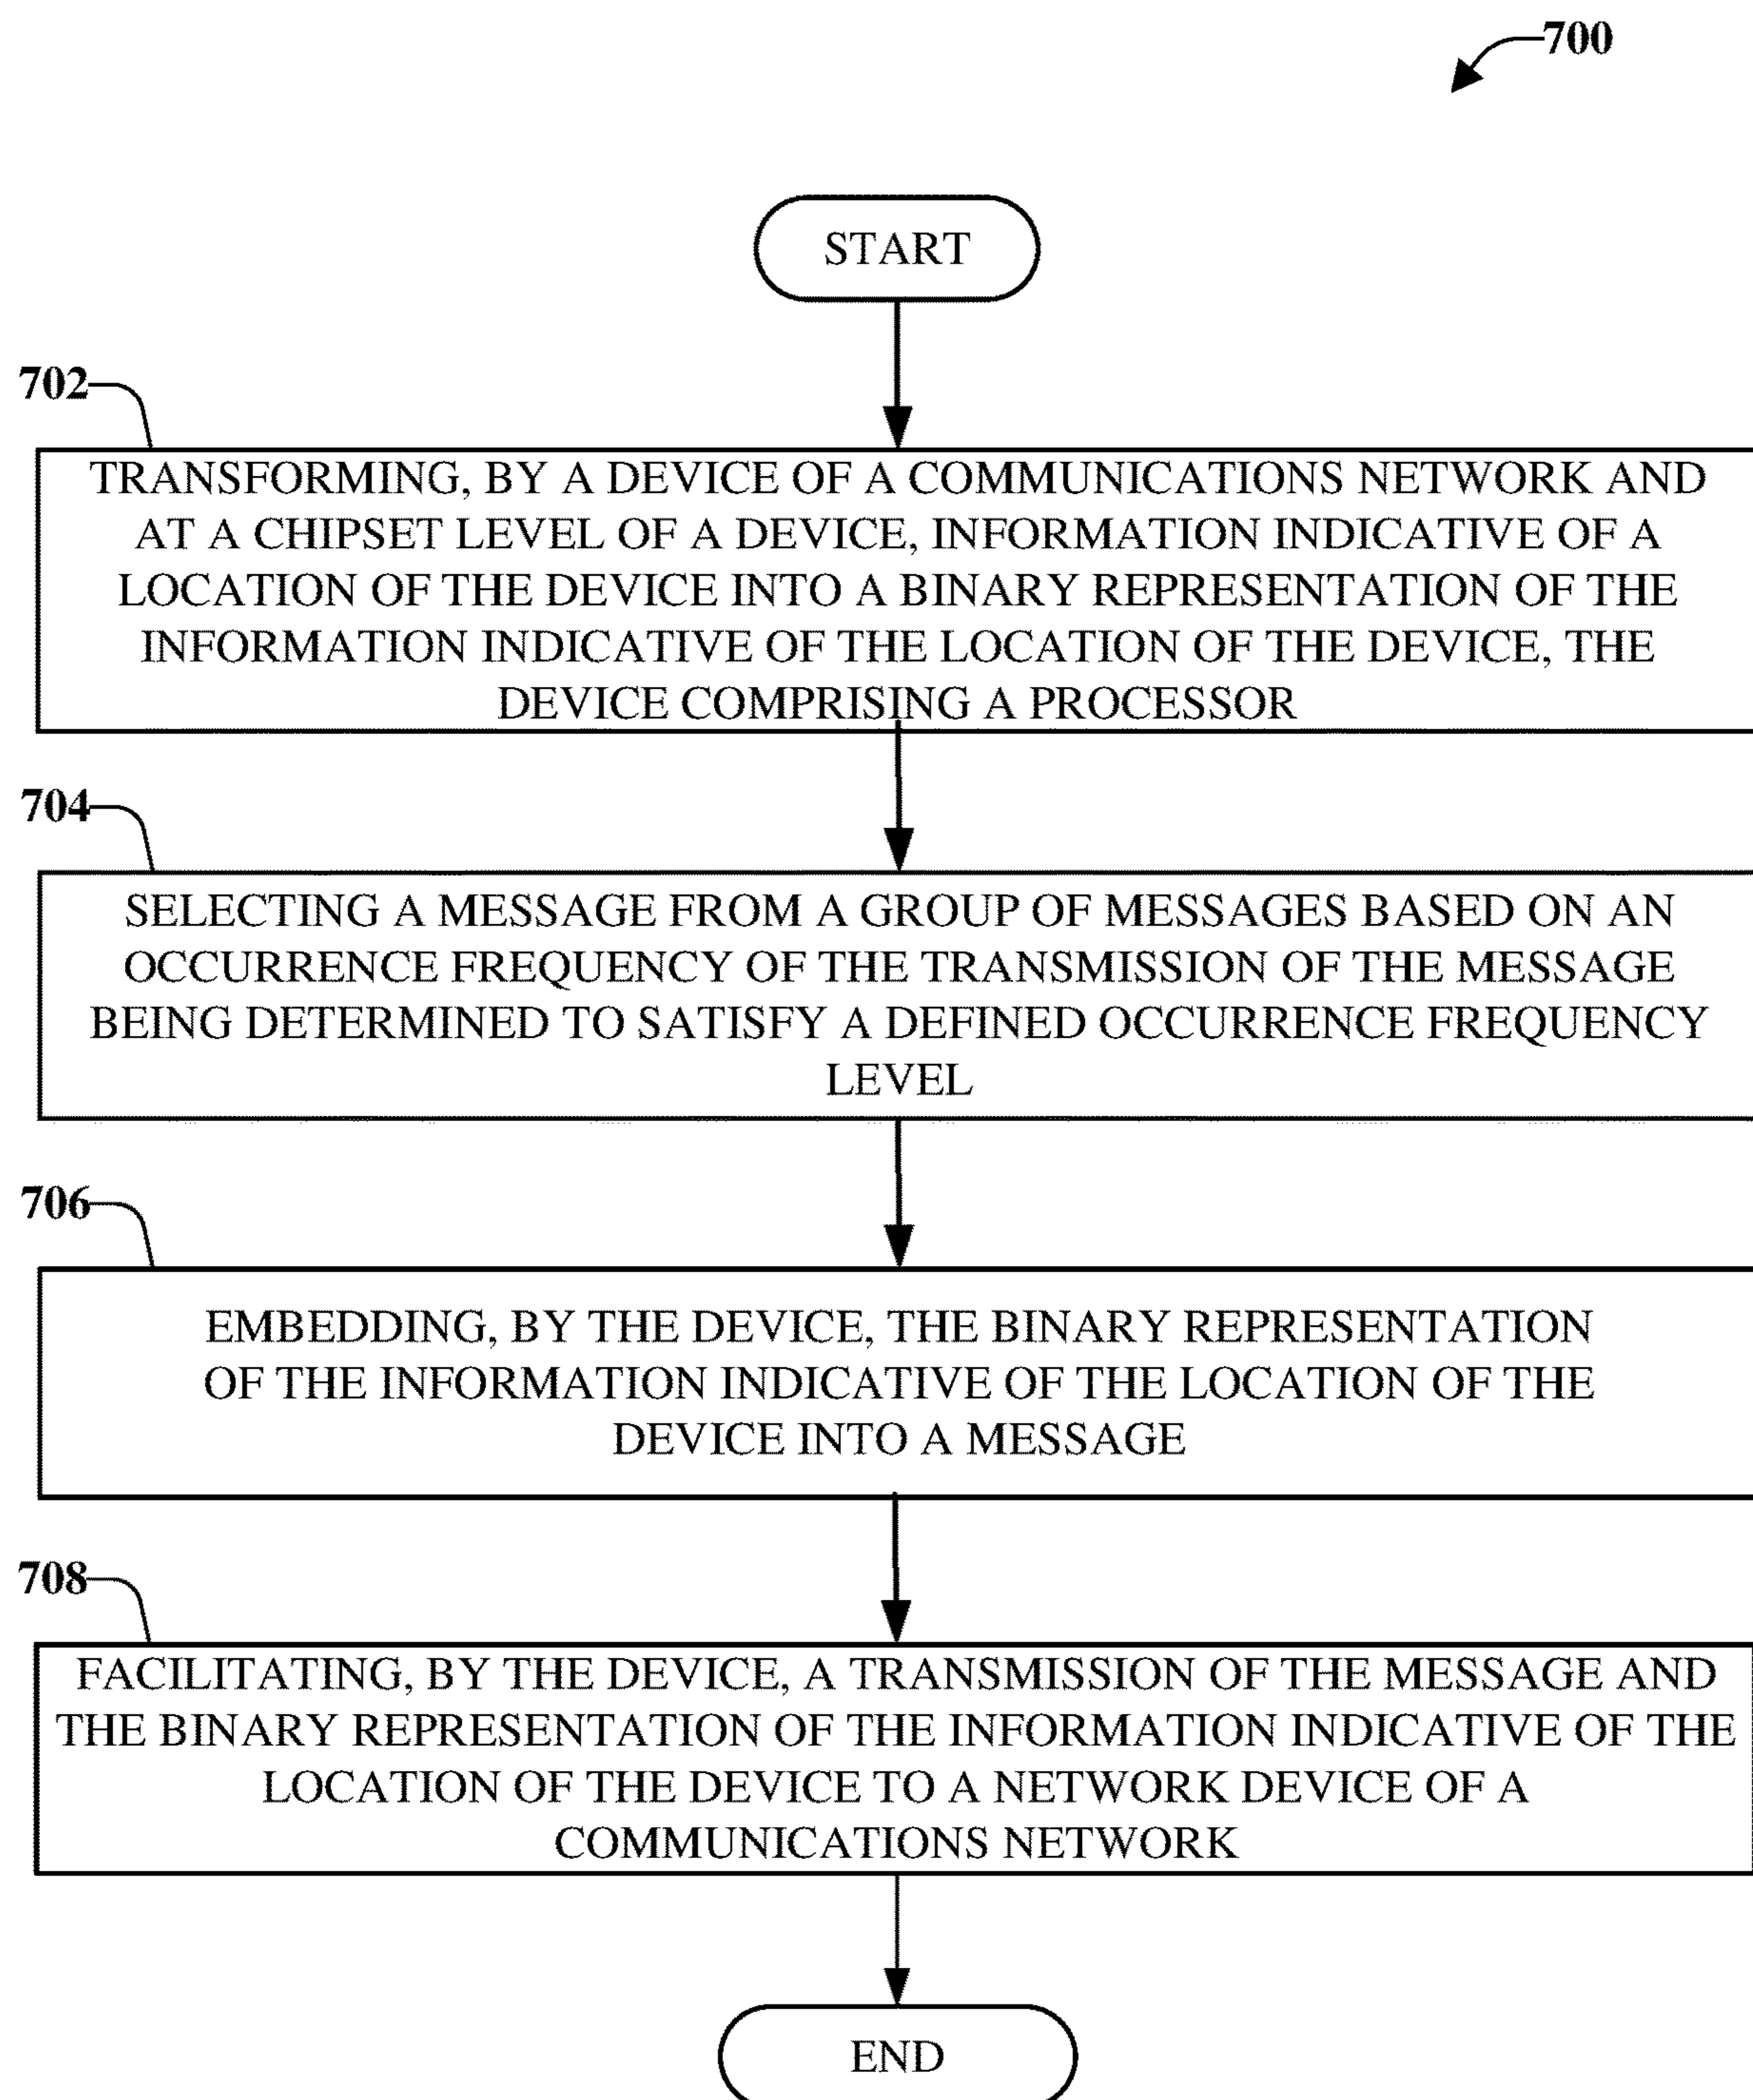 700
START
702
TRANSFORMING, BY A DEVICE OF A COMMUNICATIONS NETWORK AND
AT A CHIPSET LEVEL OF A DEVICE, INFORMATION INDICATIVE OF A
LOCATION OF THE DEVICE INTO A BINARY REPRESENTATION OF THE
INFORMATION INDICATIVE OF THE LOCATION OF THE DEVICE, THE
DEVICE COMPRISING A PROCESSOR
704
SELECTING A MESSAGE FROM A GROUP OF MESSAGES BASED ON AN
OCCURRENCE FREQUENCY OF THE TRANSMISSION OF THE MESSAGE
BEING DETERMINED TO SATISFY A DEFINED OCCURRENCE FREQUENCY
LEVEL
706
EMBEDDING, BY THE DEVICE, THE BINARY REPRESENTATION
OF THE INFORMATION INDICATIVE OF THE LOCATION OF THE
DEVICE INTO A MESSAGE
708
FACILITATING, BY THE DEVICE, A TRANSMISSION OF THE MESSAGE AND
THE BINARY REPRESENTATION OF THE INFORMATION INDICATIVE OF THE
LOCATION OF THE DEVICE TO A NETWORK DEVICE OF A
COMMUNICATIONS NETWORK
END